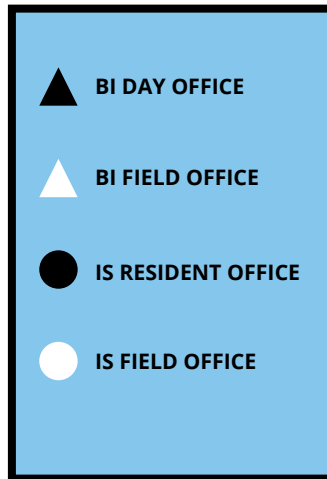 BI DAY OFFICE
BI FIELD OFFICE
IS RESIDENT OFFICE
IS FIELD OFFICE